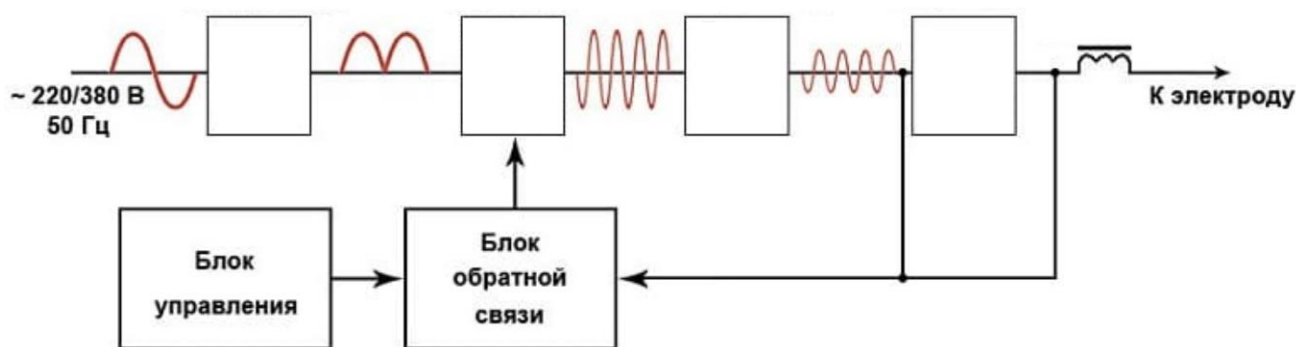 ~ 220/380 В
50 Гц
К электроду
Блок
управления
Блок
обратной
связи